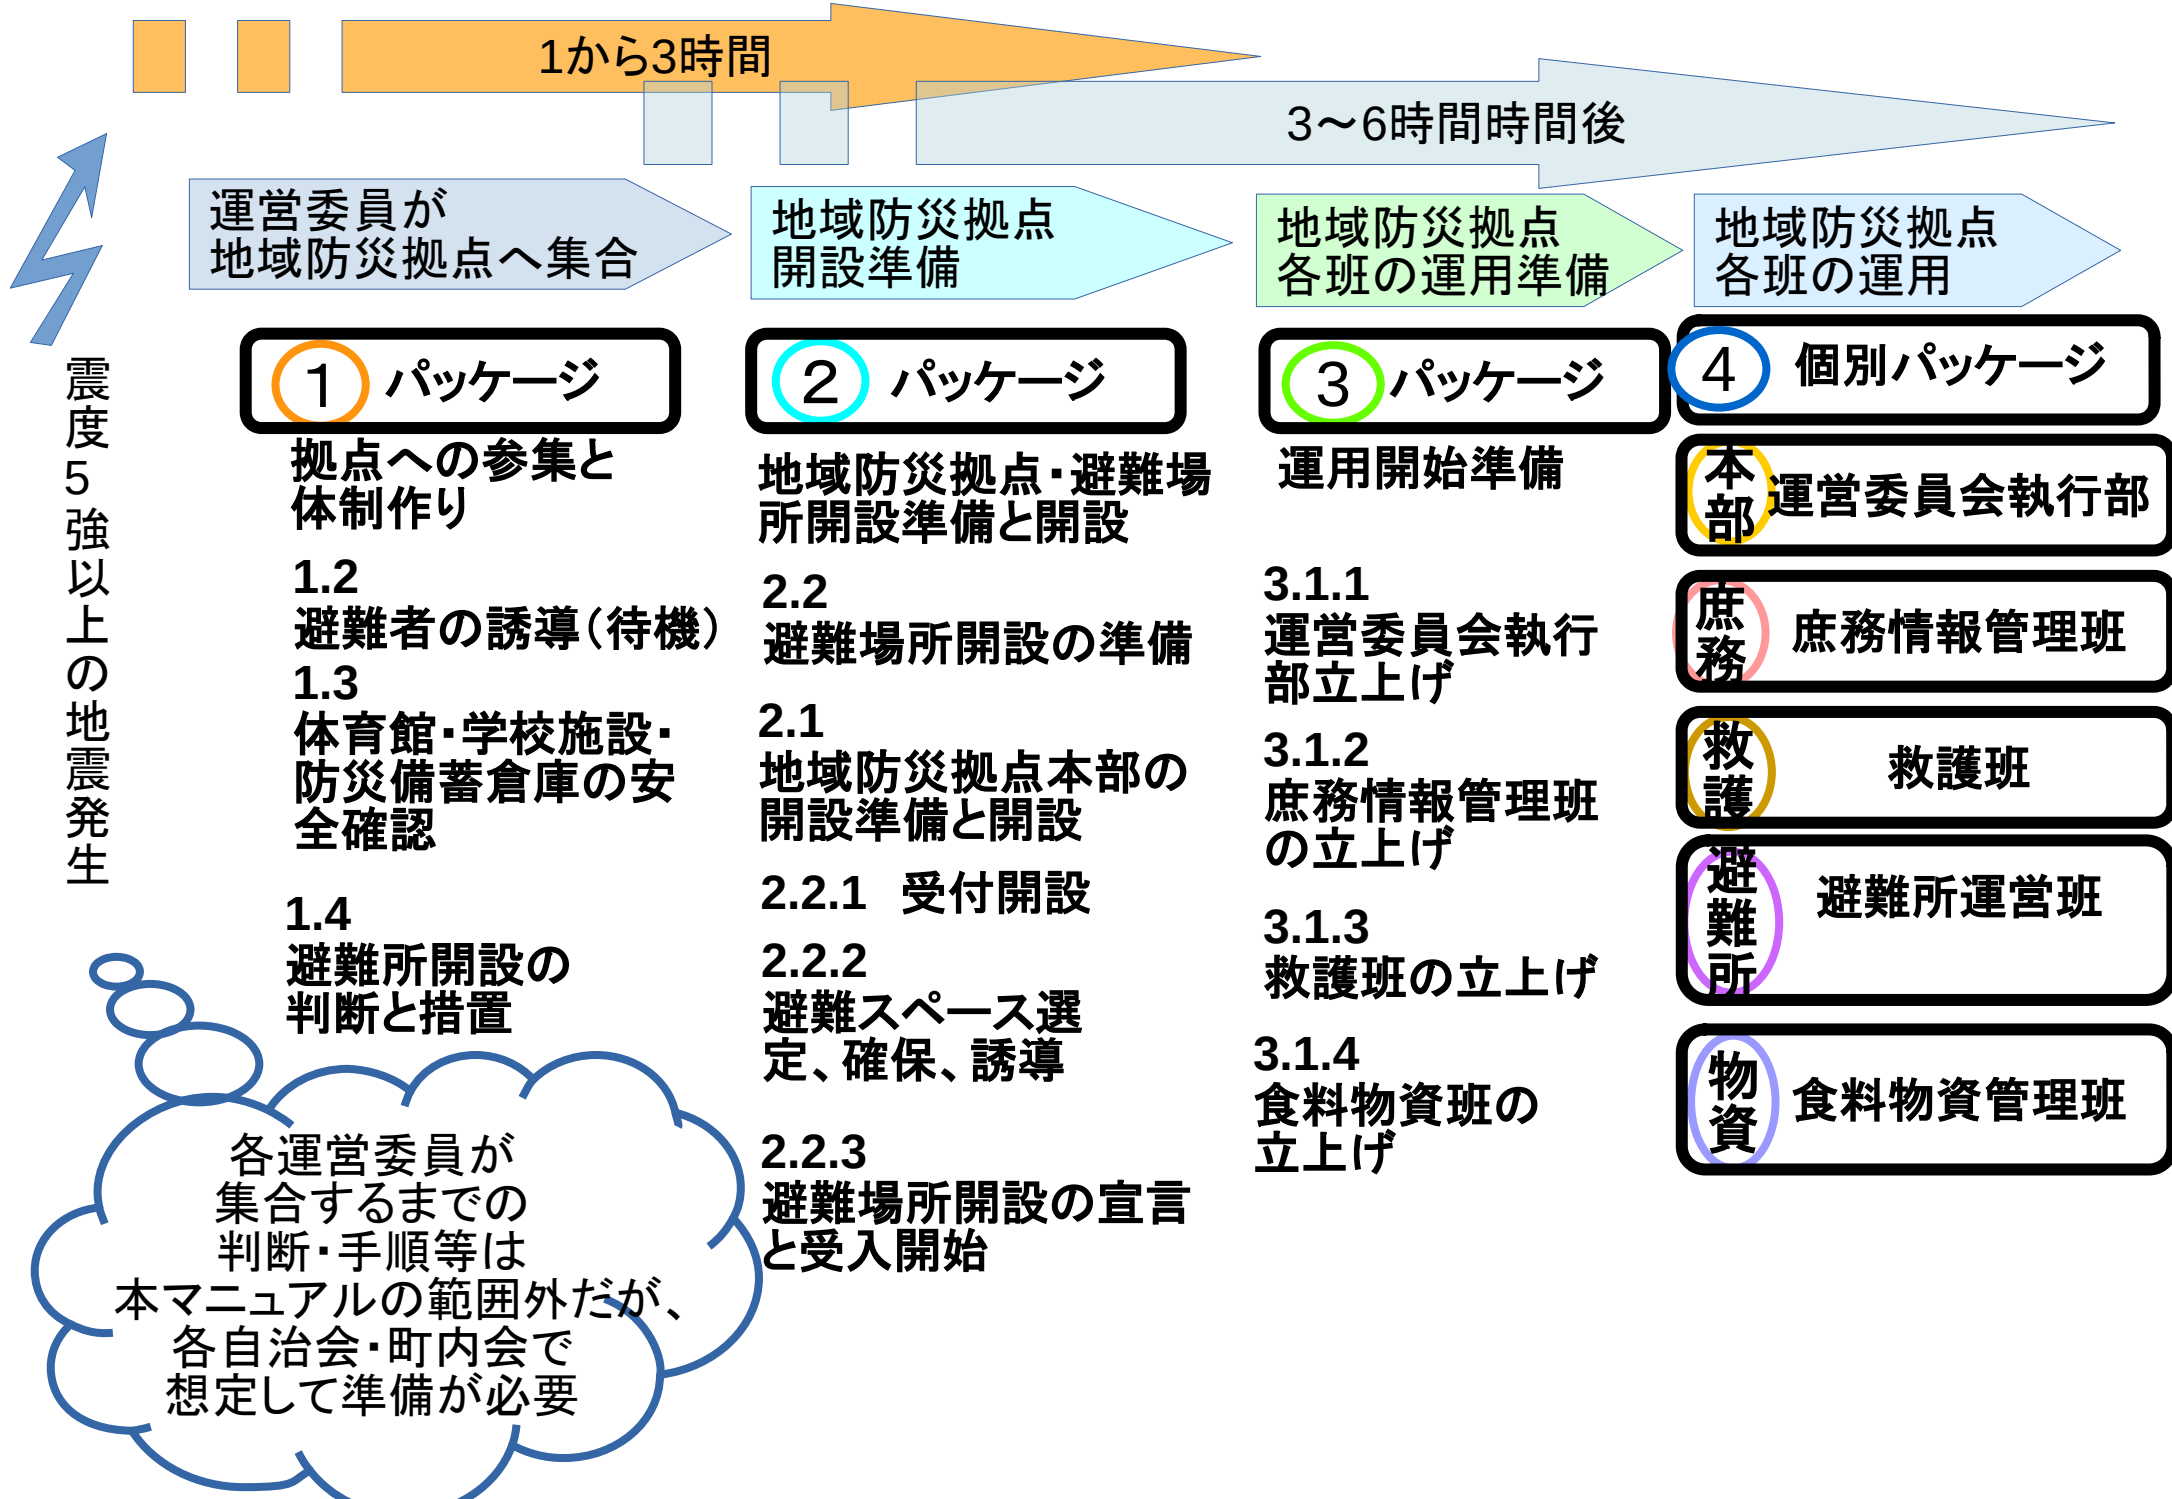 1から3時間
3〜6時間時間後
運営委員が
地域防災拠点へ集合
地域防災拠点
開設準備
地域防災拠点
各班の運用準備
地域防災拠点
各班の運用
震度5強以上の地震発生
1 パッケージ
拠点への参集と
体制作り
1.2
避難者の誘導（待機）
1.3
体育館・学校施設・
防災備蓄倉庫の安
全確認
1.4
避難所開設の
判断と措置
各運営委員が
集合するまでの
判断・手順等は
本マニュアルの範囲外だが、
各自治会・町内会で
想定して準備が必要
2 パッケージ
地域防災拠点・避難場
所開設準備と開設
2.2
避難場所開設の準備
2.1
地域防災拠点本部の
開設準備と開設
2.2.1　受付開設
2.2.2
避難スペース選
定、確保、誘導
2.2.3
避難場所開設の宣言
と受入開始
3 パッケージ
運用開始準備
3.1.1
運営委員会執行
部立上げ
3.1.2
庶務情報管理班
の立上げ
3.1.3
救護班の立上げ
3.1.4
食料物資班の
立上げ
4 個別パッケージ
本部 運営委員会執行部
庶務 庶務情報管理班
救護 救護班
避難所 避難所運営班
物資 食料物資管理班